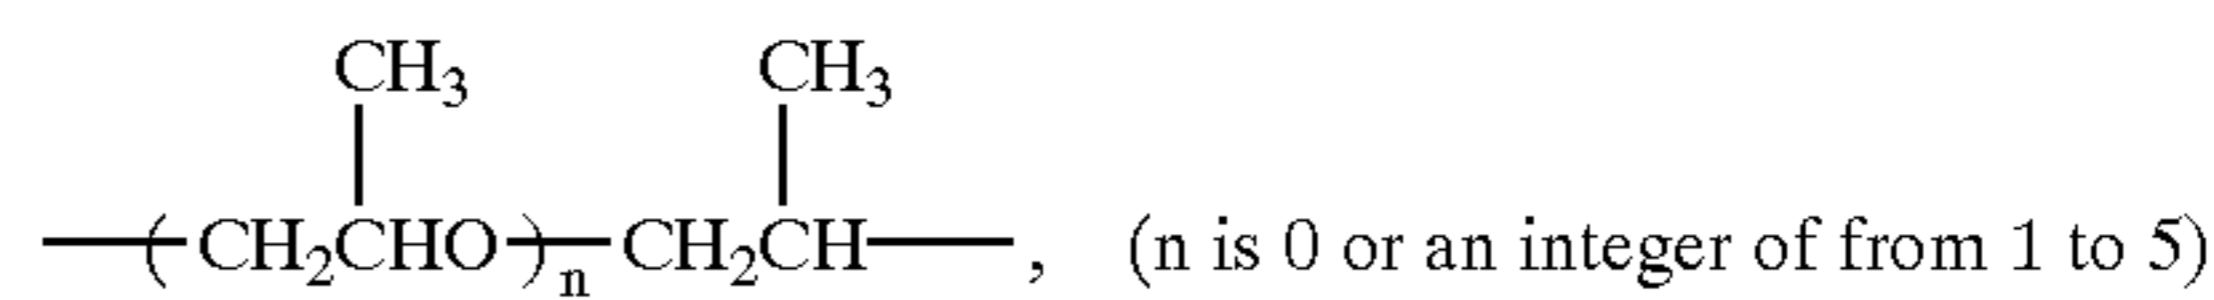 CH₃ CH₃
—(CH₂CHO)ₙ—CH₂CH— , (n is 0 or an integer of from 1 to 5)